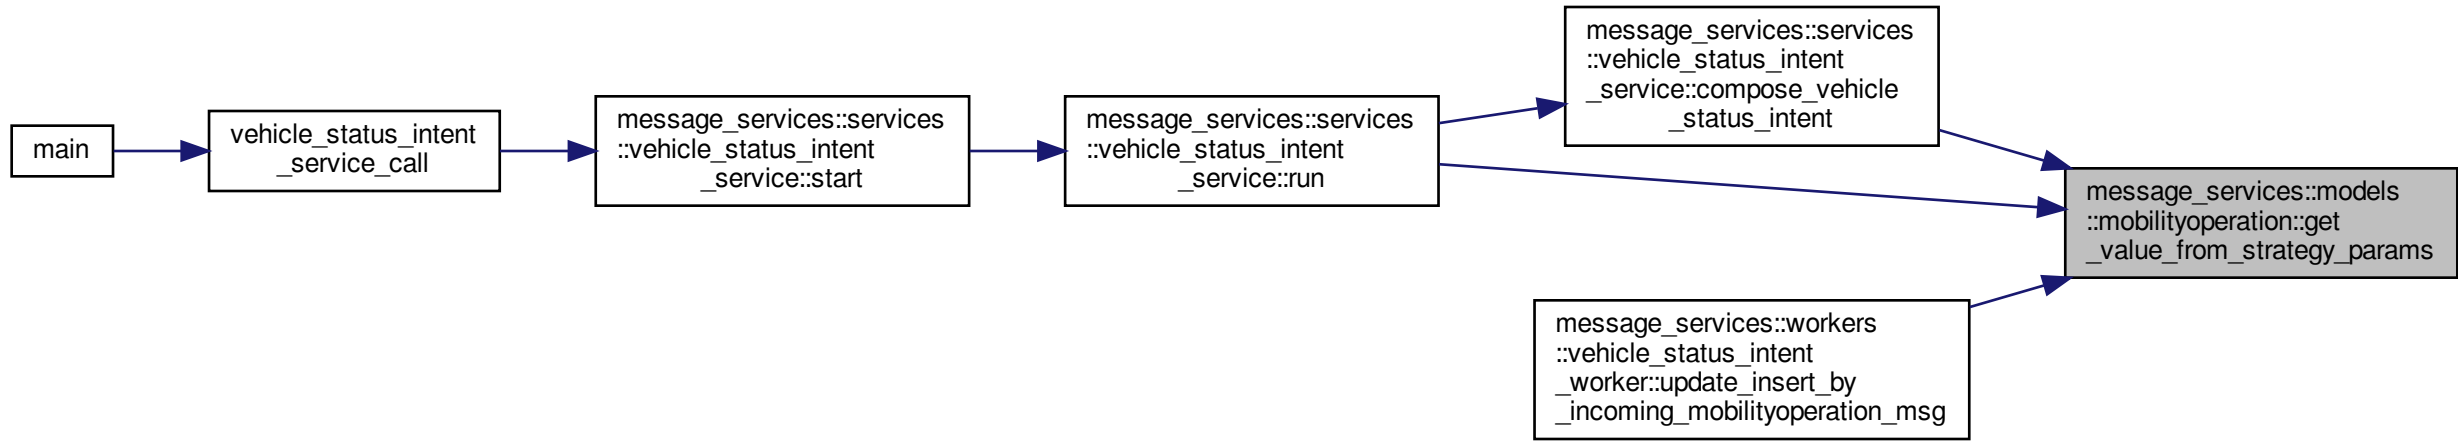 main
vehicle_status_intent
_service_call
message_services::services
::vehicle_status_intent
_service::start
message_services::services
::vehicle_status_intent
_service::run
message_services::services
::vehicle_status_intent
_service::compose_vehicle
_status_intent
message_services::workers
::vehicle_status_intent
_worker::update_insert_by
_incoming_mobilityoperation_msg
message_services::models
::mobilityoperation::get
_value_from_strategy_params